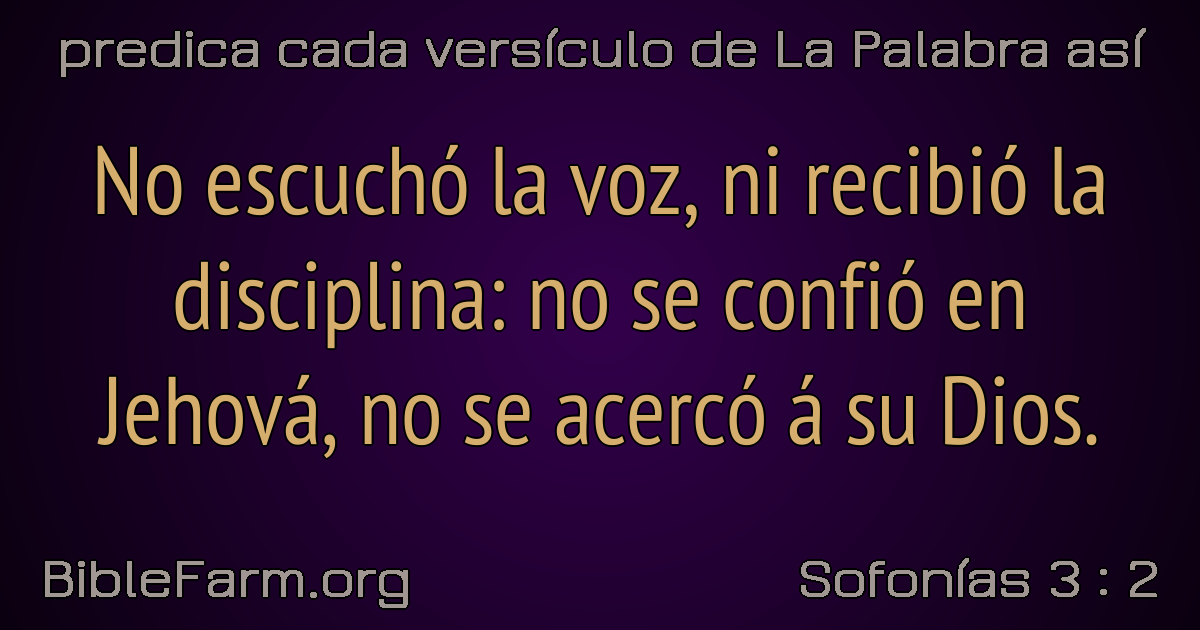 predica cada versículo de La Palabra así
No escuchó la voz, ni recibió la
disciplina: no se confió en
Jehová, no se acercó á su Dios.
BibleFarm.org
Sofonías 3 : 2